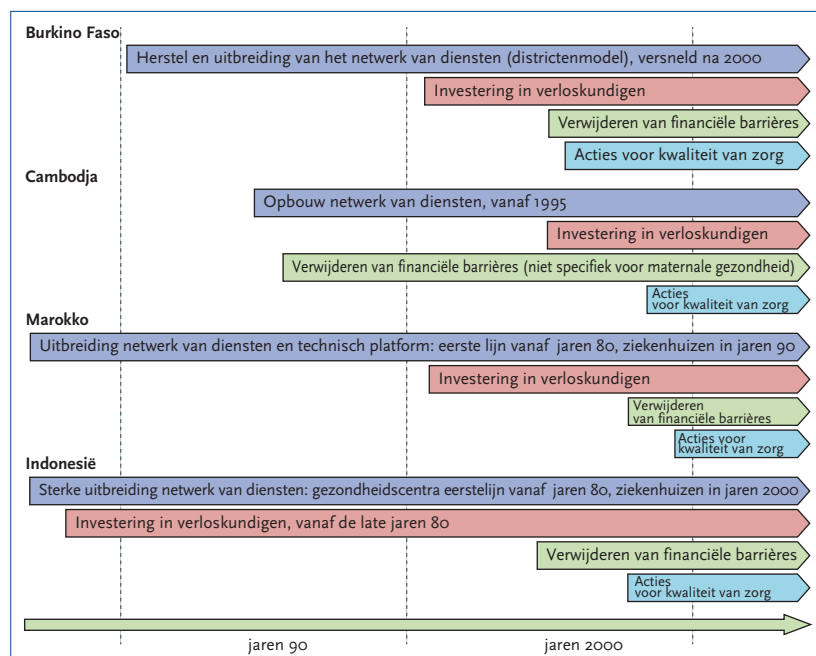 Burkino Faso
Herstel en uitbreiding van het netwerk van diensten (districtenmodel), versneld na 2000
Investering in verloskundigen
Verwijderen van financiële barrières
Acties voor kwaliteit van zorg
Cambodja
Opbouw netwerk van diensten, vanaf 1995
Investering in verloskundigen
Verwijderen van financiële barrières (niet specifiek voor maternale gezondheid)
Acties
voor kwaliteit van zorg
Marokko
Uitbreiding netwerk van diensten en technisch platform: eerste lijn vanaf jaren 80, ziekenhuizen in jaren 90
Investering in verloskundigen
Verwijderen
van financiële barrières
Acties voor
kwaliteit van zorg
Indonesië
Sterke uitbreiding netwerk van diensten: gezondheidscentra eerstelijn vanaf jaren 80, ziekenhuizen in jaren 2000
Investering in verloskundigen, vanaf de late jaren 80
Verwijderen van financiële barrières
Acties
voor kwaliteit van zorg
jaren 90
jaren 2000